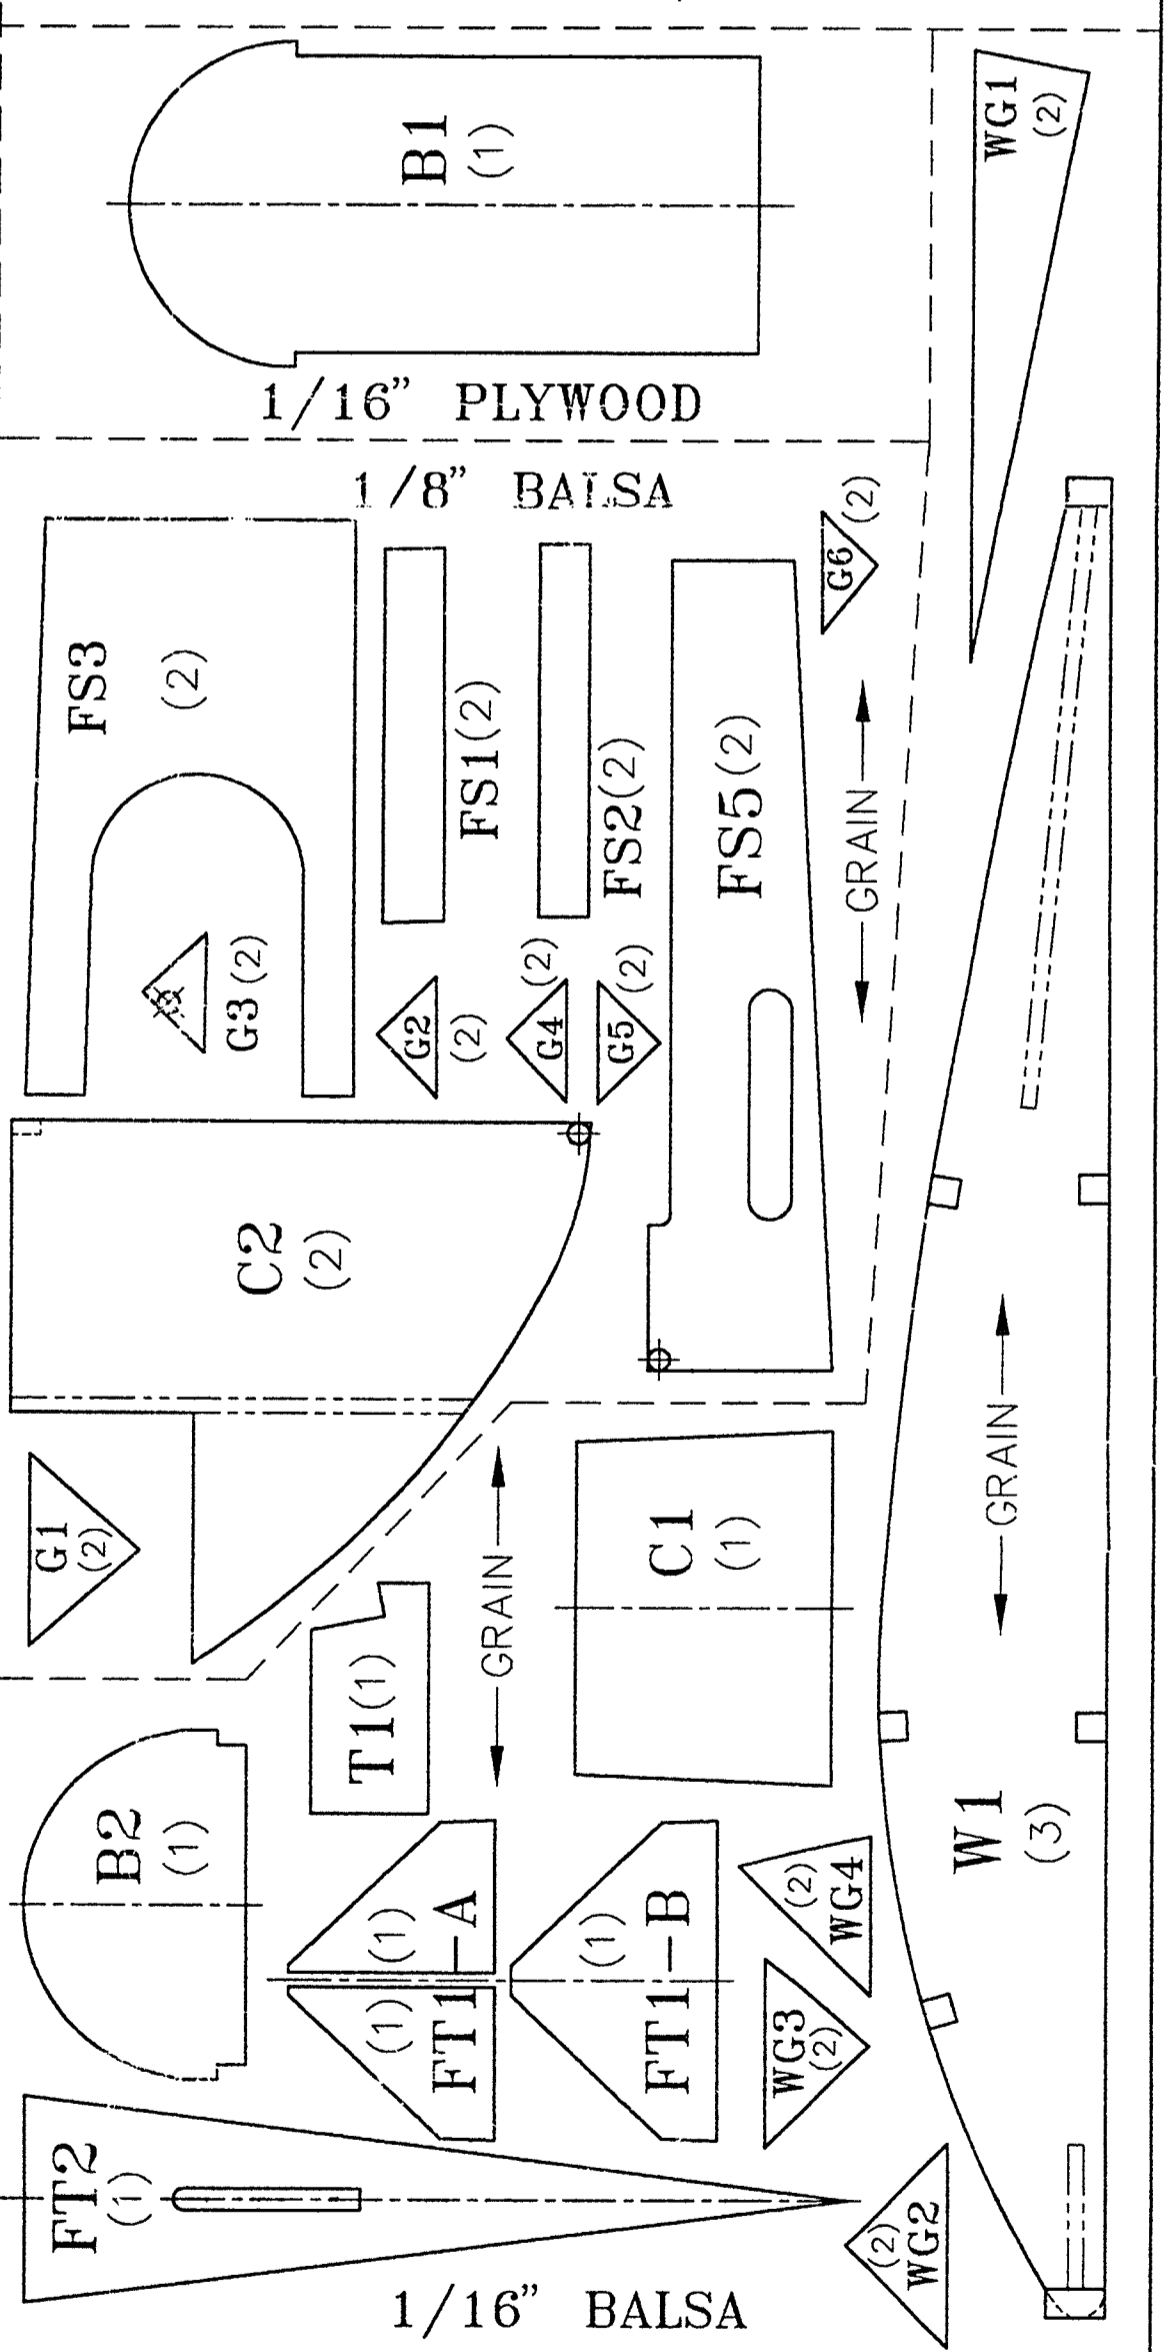 B1
(1)
WG1
(2)
1/16" PLYWOOD
1/8" BALSA
FS3
(2)
FS1(2)
FS2(2)
FS5(2)
G6
(2)
G3(2)
G2
(2)
G4
(2)
G5
(2)
GRAIN
C2
(2)
G1
(2)
GRAIN
C1
(1)
GRAIN
T1(1)
B2
(1)
(1) (1)
FT1-A
(1)
FT1-B
(2)
WG4
WG3
(2)
W1
(3)
FT2
(1)
(2)
WG2
1/16" BALSA